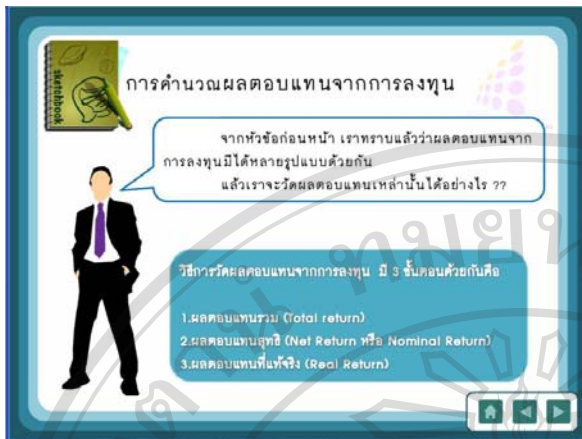 sketchbook
การคำนวณผลตอบแทนจากการลงทุน
จากหัวข้อก่อนหน้า เราทราบแล้วว่าผลตอบแทนจาก
การลงทุนมีได้หลายรูปแบบด้วยกัน
แล้วเราจะวัดผลตอบแทนเหล่านั้นได้อย่างไร ??
วิธีการวัดผลตอบแทนจากการลงทุน มี 3 ขั้นตอนด้วยกันคือ
1.ผลตอบแทนรวม (Total return)
2.ผลตอบแทนสุทธิ (Net Return หรือ Nominal Return)
3.ผลตอบแทนที่แท้จริง (Real Return)